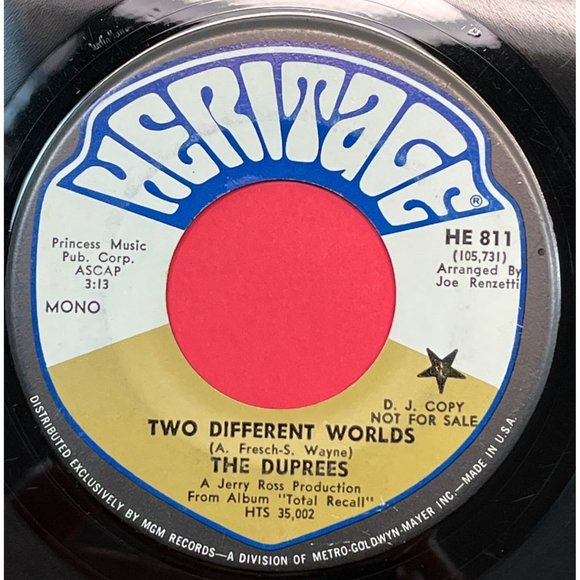 HERITAGE®
Princess Music
Pub. Corp.
ASCAP
3:13
MONO
HE 811
(105,731)
Arranged By
Joe Renzetti
D. J. COPY
NOT FOR SALE
TWO DIFFERENT WORLDS
(A. Fresch-S. Wayne)
THE DUPREES
A Jerry Ross Production
From Album "Total Recall"
HTS 35,002
DISTRIBUTED EXCLUSIVELY BY MGM RECORDS—A DIVISION OF METRO-GOLDWYN-MAYER INC.—MADE IN U.S.A.